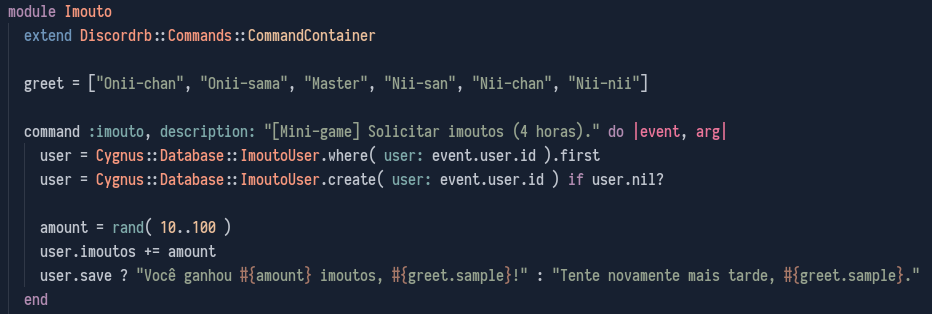 module Imouto
extend Discordrb::Commands::CommandContainer
greet = ["Onii-chan", "Onii-sama", "Master", "Nii-san", "Nii-chan", "Nii-nii"]
command :imouto, description: "[Mini-game] Solicitar imoutos (4 horas)." do |event, arg|
user = Cygnus::Database::ImoutoUser.where( user: event.user.id ).first
user = Cygnus::Database::ImoutoUser.create( user: event.user.id ) if user.nil?
amount = rand( 10..100 )
user.imoutos += amount
user.save ? "Você ganhou #{amount} imoutos, #{greet.sample}!" : "Tente novamente mais tarde, #{greet.sample}."
end